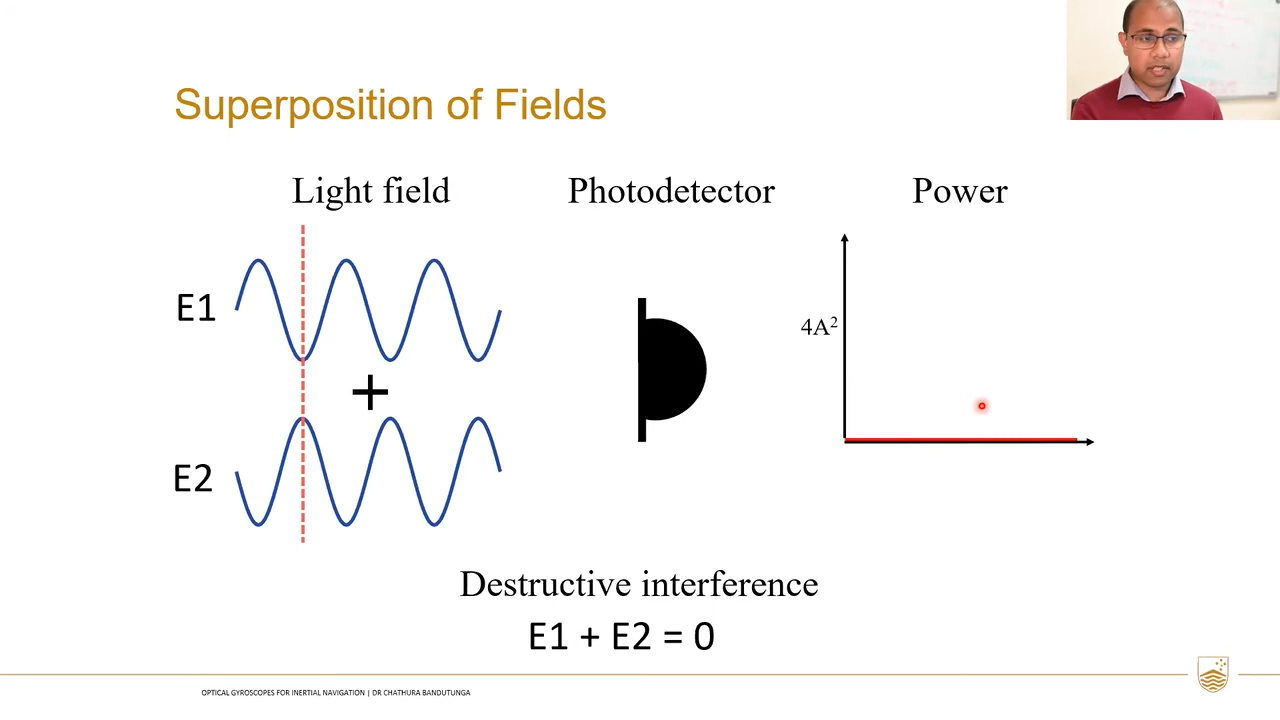 Superposition of Fields
Light field
Photodetector
Power
E1
4A²
+
E2
Destructive interference
E1 + E2 = 0
OPTICAL GYROSCOPES FOR INERTIAL NAVIGATION | DR CHATHURA BANDUTUNGA